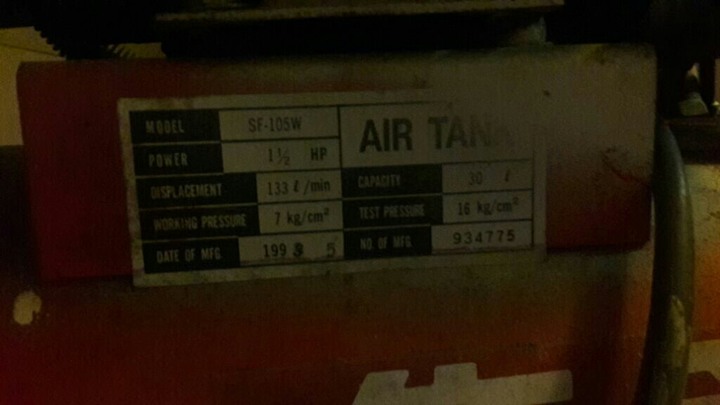 MODEL SF-105W AIR TANK
POWER 1½ HP
DISPLACEMENT 133 ℓ/min CAPACITY 30 ℓ
WORKING PRESSURE 7 kg/cm² TEST PRESSURE 16 kg/cm²
DATE OF MFG 1993 5 NO. OF MFG 934775